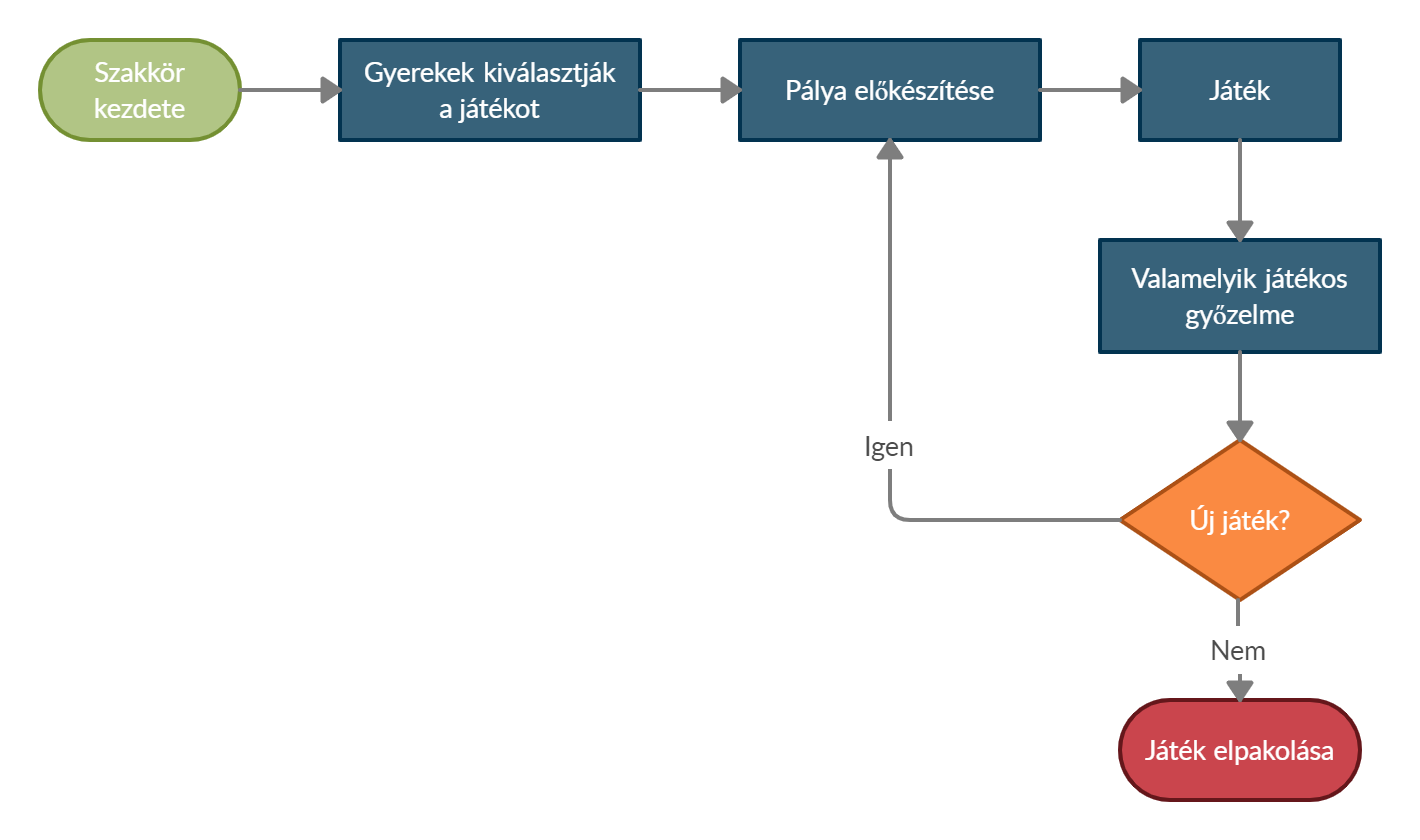 Szakkör
kezdete
Gyerekek kiválasztják
a játékot
Pálya előkészítése
Játék
Valamelyik játékos
győzelme
Igen
Új játék?
Nem
Játék elpakolása